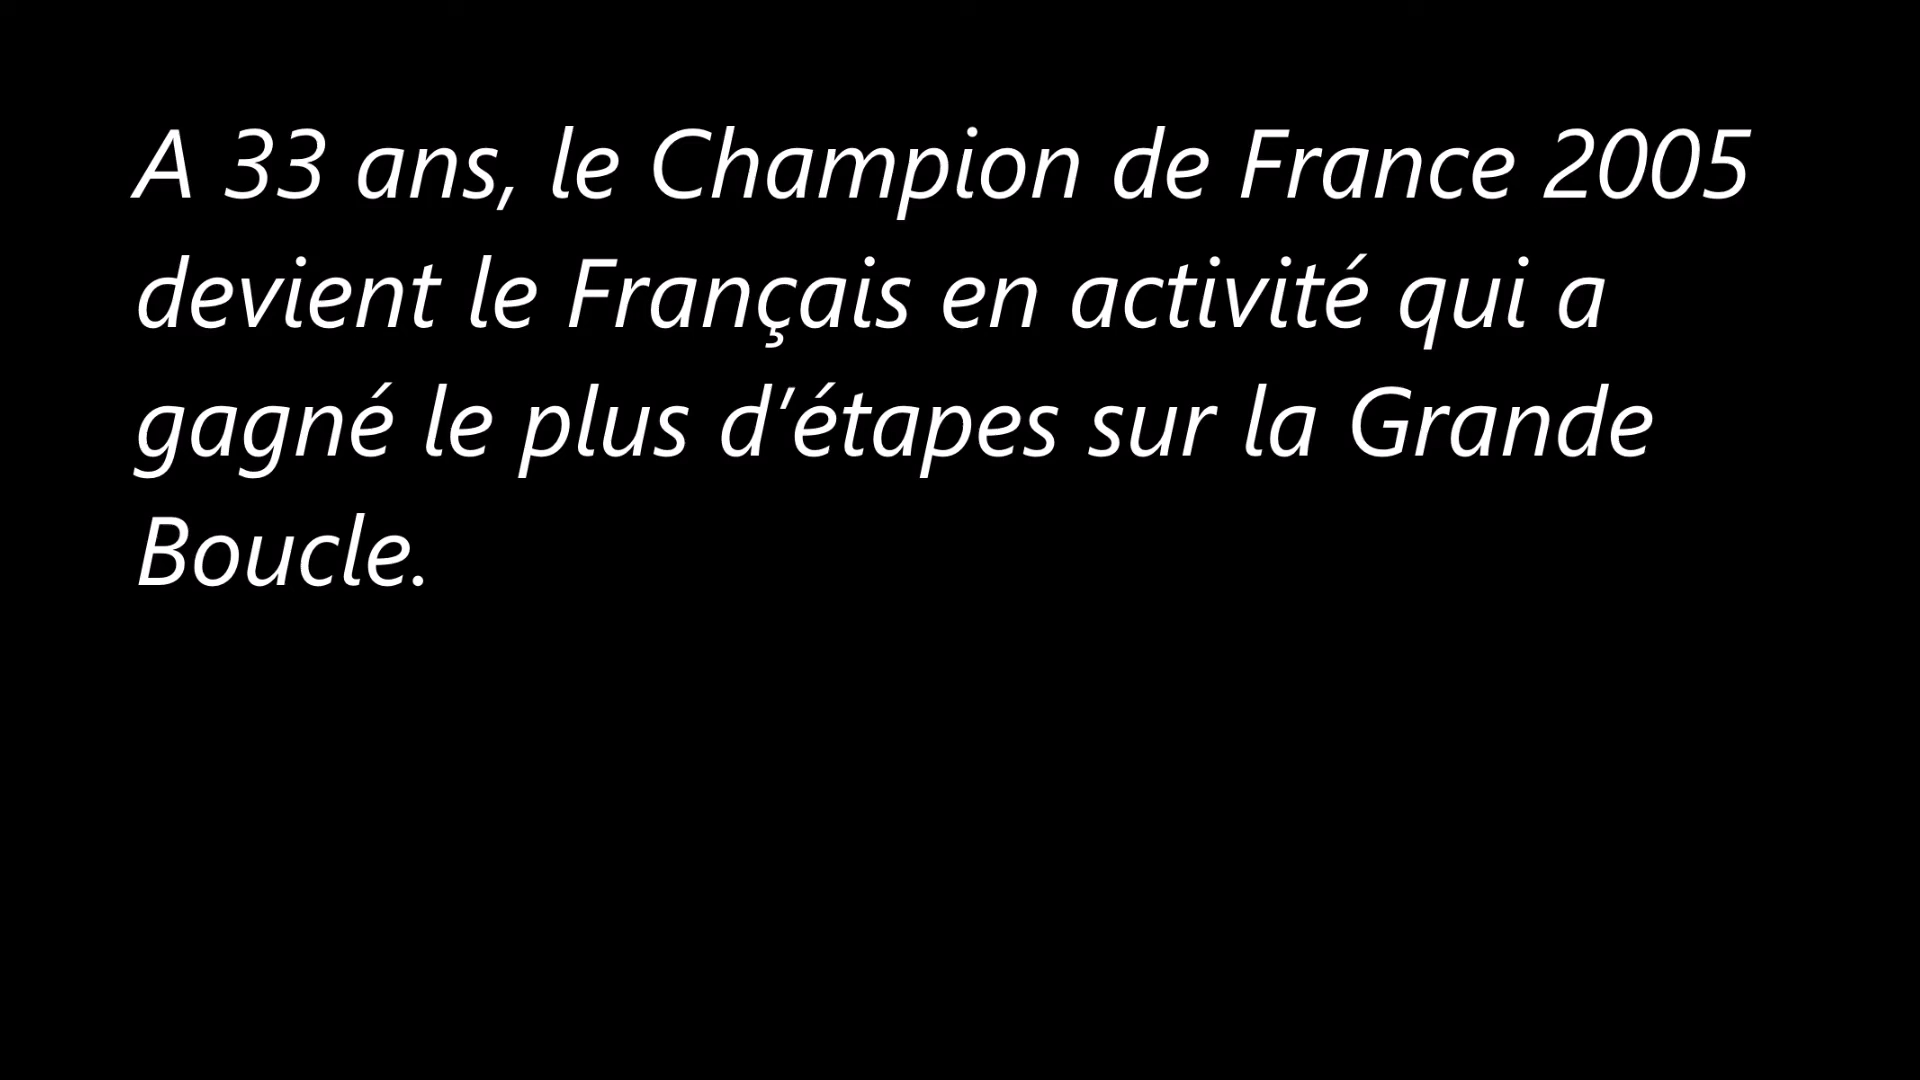 A 33 ans, le Champion de France 2005
devient le Français en activité qui a
gagné le plus d'étapes sur la Grande
Boucle.